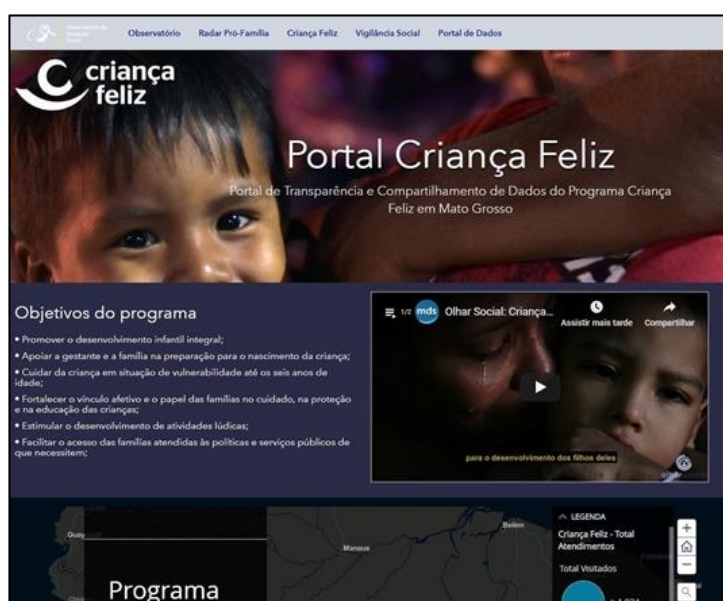 Observatório Radar Pró-Família Criança Feliz Vigilância Social Portal de Dados
criança
feliz
Portal Criança Feliz
Portal de Transparência e Compartilhamento de Dados do Programa Criança
Feliz em Mato Grosso
Objetivos do programa
• Promover o desenvolvimento infantil integral;
• Apoiar a gestante e a família na preparação para o nascimento da criança;
• Cuidar da criança em situação de vulnerabilidade até os seis anos de
idade;
• Fortalecer o vínculo afetivo e o papel das famílias no cuidado, na proteção
e na educação das crianças;
• Estimular o desenvolvimento de atividades lúdicas;
• Facilitar o acesso das famílias atendidas às políticas e serviços públicos de
que necessitem;
1/2 mds Olhar Social: Criança...
Assistir mais tarde Compartilhar
para o desenvolvimento dos filhos deles
Manaus
Belém
Programa
LEGENDA
Criança Feliz - Total
Atendimentos
Total Visitados
+
−